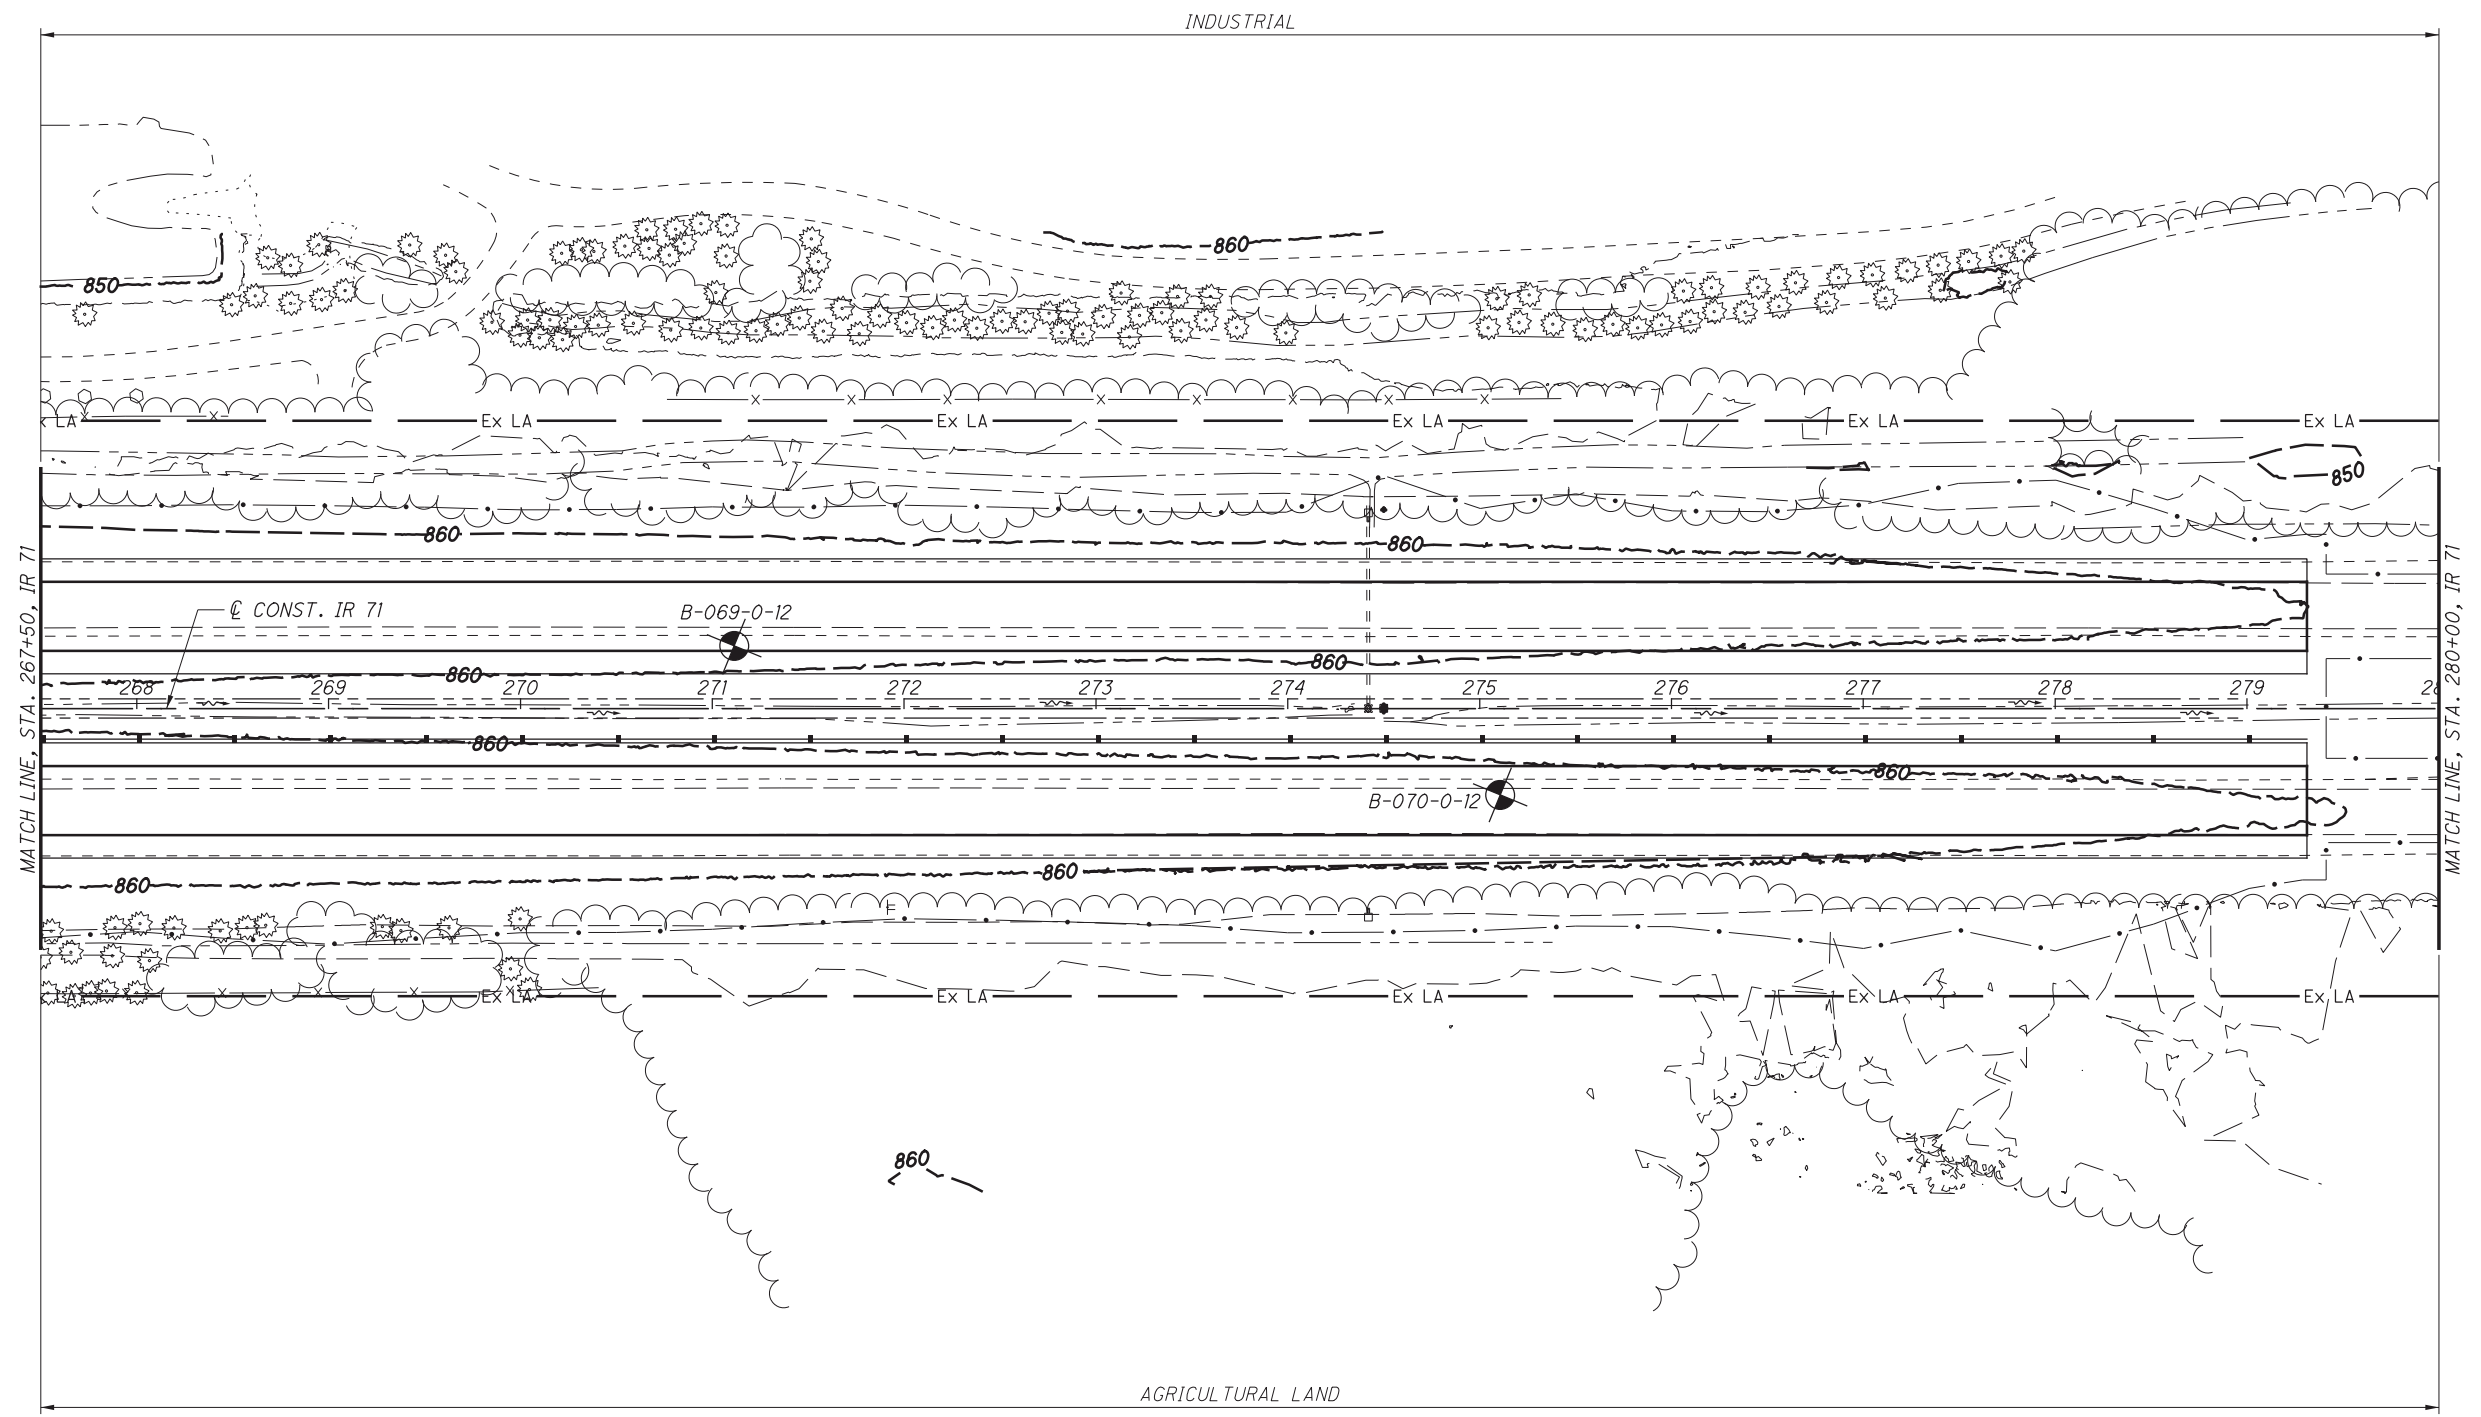 INDUSTRIAL
860
850
Ex LA Ex LA Ex LA Ex LA Ex LA
LA
850
860
860
MATCH LINE, STA. 267+50, IR 71
MATCH LINE, STA. 280+00, IR 71
℄ CONST. IR 71
B-069-0-12
860
860
268 269 270 271 272 273 274 275 276 277 278 279
860
860
B-070-0-12
860
860
LA Ex LA Ex LA Ex LA Ex LA Ex LA
860
AGRICULTURAL LAND